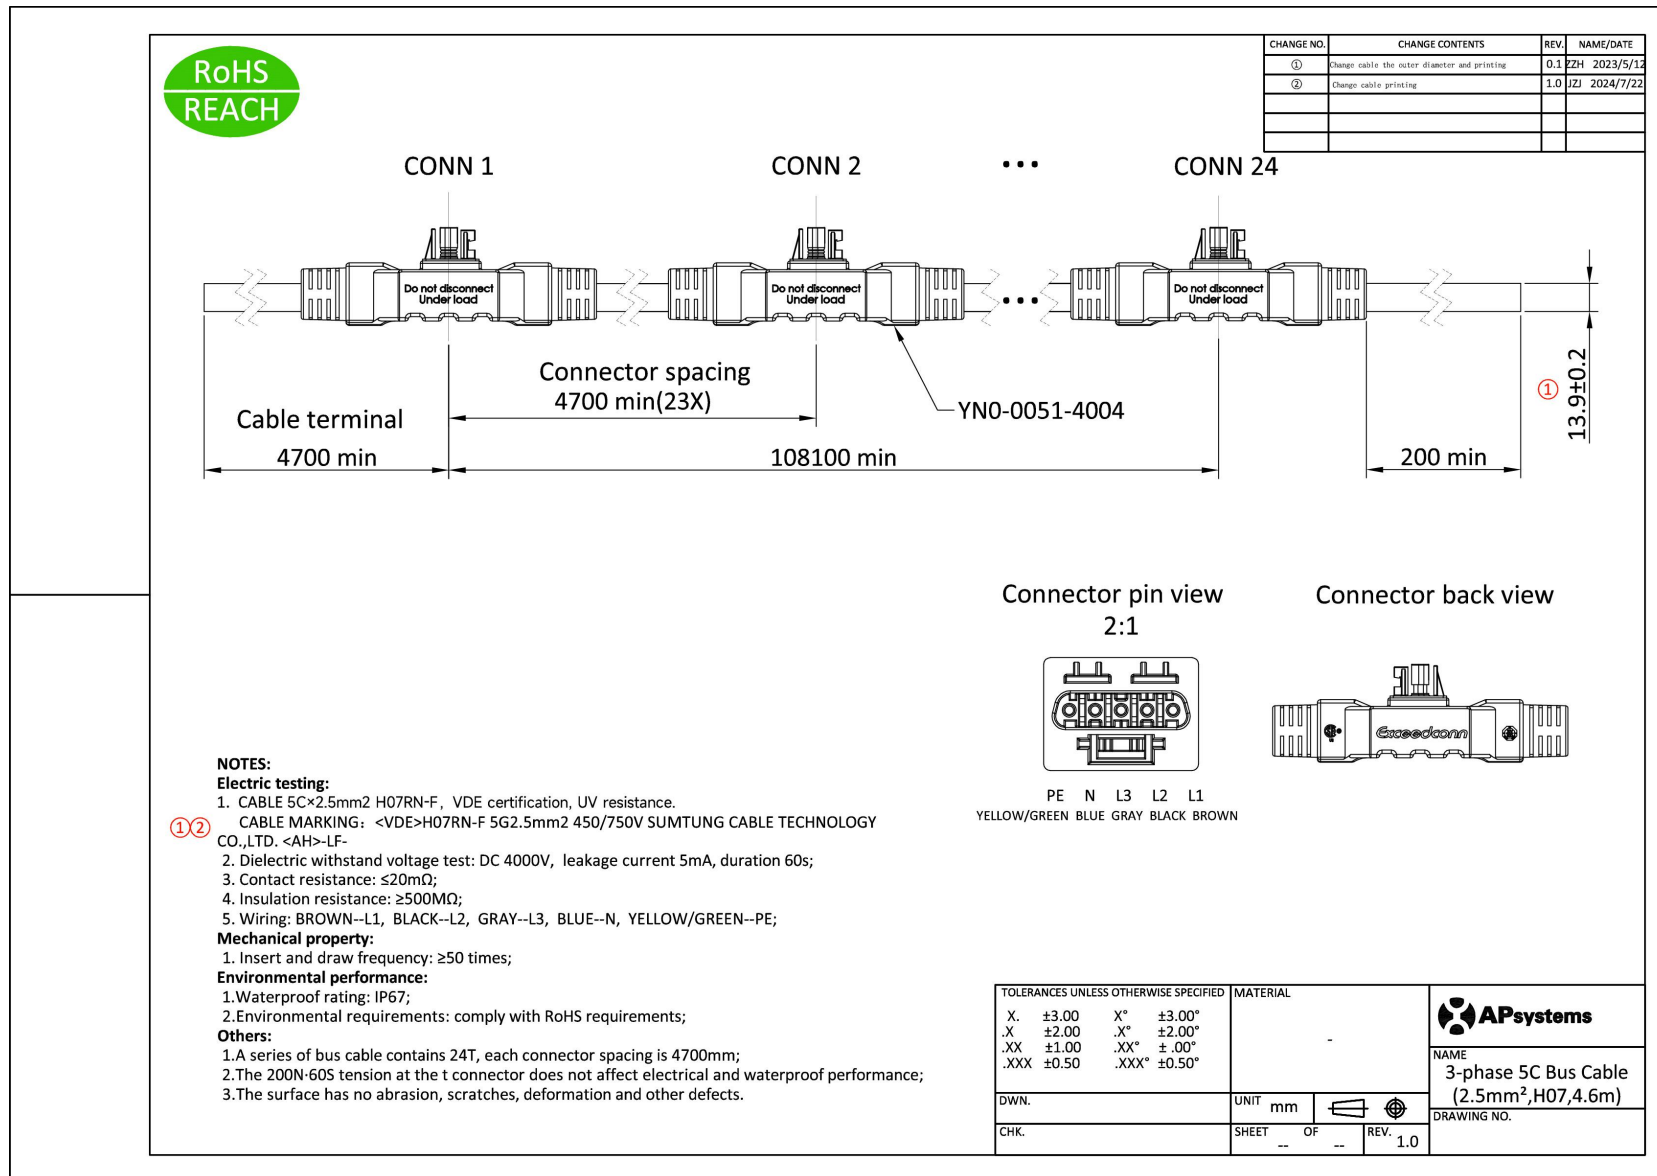 RoHS
REACH
CHANGE NO. CHANGE CONTENTS REV. NAME/DATE
① Change cable the outer diameter and printing 0.1 ZZH 2023/5/12
② Change cable printing 1.0 JZJ 2024/7/22
CONN 1 CONN 2 ••• CONN 24
Do not disconnect
Under load
Do not disconnect
Under load
•••
Do not disconnect
Under load
Connector spacing
4700 min(23X)
Cable terminal
4700 min
108100 min
YN0-0051-4004
200 min
① 13.9±0.2
Connector pin view
2:1
Connector back view
Exceedconn
PE N L3 L2 L1
YELLOW/GREEN BLUE GRAY BLACK BROWN
NOTES:
Electric testing:
1. CABLE 5C×2.5mm2 H07RN-F, VDE certification, UV resistance.
①② CABLE MARKING: <VDE>H07RN-F 5G2.5mm2 450/750V SUMTUNG CABLE TECHNOLOGY
CO.,LTD. <AH>-LF-
2. Dielectric withstand voltage test: DC 4000V, leakage current 5mA, duration 60s;
3. Contact resistance: ≤20mΩ;
4. Insulation resistance: ≥500MΩ;
5. Wiring: BROWN--L1, BLACK--L2, GRAY--L3, BLUE--N, YELLOW/GREEN--PE;
Mechanical property:
1. Insert and draw frequency: ≥50 times;
Environmental performance:
1.Waterproof rating: IP67;
2.Environmental requirements: comply with RoHS requirements;
Others:
1.A series of bus cable contains 24T, each connector spacing is 4700mm;
2.The 200N·60S tension at the t connector does not affect electrical and waterproof performance;
3.The surface has no abrasion, scratches, deformation and other defects.
TOLERANCES UNLESS OTHERWISE SPECIFIED
X. ±3.00 X° ±3.00°
.X ±2.00 .X° ±2.00°
.XX ±1.00 .XX° ± .00°
.XXX ±0.50 .XXX° ±0.50°
MATERIAL
-
DWN.
CHK.
UNIT mm
SHEET -- OF --
REV. 1.0
APsystems
NAME
3-phase 5C Bus Cable
(2.5mm²,H07,4.6m)
DRAWING NO.